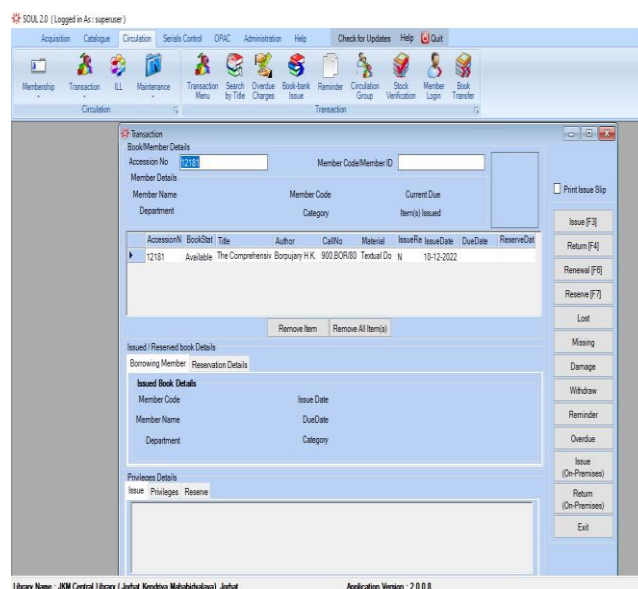 SOUL 2.0 ( Logged in As : superuser )
Acquisition Catalogue Circulation Serials Control OPAC Administration Help Check for Updates Help Quit
Membership Transaction ILL Maintenance Transaction Menu Search by Title Overdue Charges Book-bank Issue Reminder Circulation Group Stock Verification Member Login Book Transfer
Circulation Transaction
Transaction
Book/Member Details
Accession No 12181 Member Code/Member ID
Member Details
Member Name Member Code Current Due
Department Category Item(s) Issued
AccessionN BookStat Title Author CallNo Material IssueRe IssueDate DueDate ReserveDat
12181 Available The Comprehensiv Borpujary H.K. 900,BOR/80 Textual Do N 10-12-2022
Remove Item Remove All Item(s)
Issued / Reserved book Details
Borrowing Member Reservation Details
Issued Book Details
Member Code Issue Date
Member Name DueDate
Department Category
Privileges Details
Issue Privileges Reserve
Print Issue Slip
Issue [F3]
Return [F4]
Renewal [F6]
Reserve [F7]
Lost
Missing
Damage
Withdraw
Reminder
Overdue
Issue
(On-Premises)
Return
(On-Premises)
Exit
Library Name : JKM Central Library ( Jorhat Kendriya Mahabidyalaya) Jorhat Application Version : 2.0.0.8